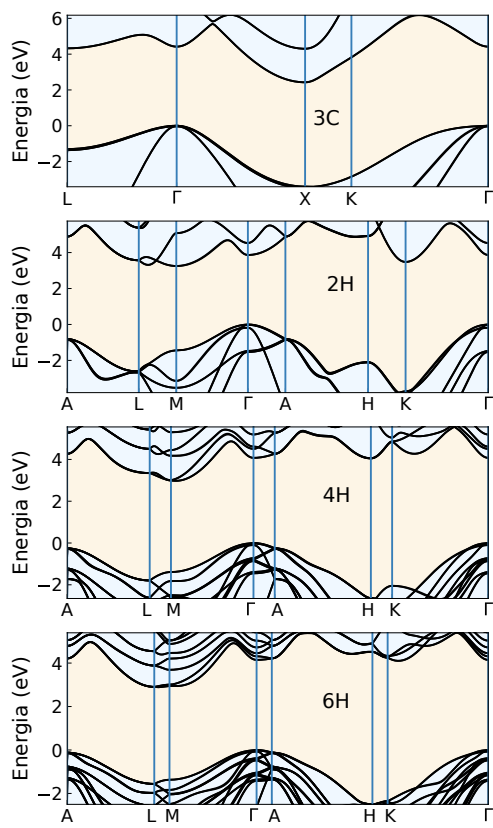 6
4
2
0
−2
Energia (eV)
3C
L Γ X K Γ
4
2
0
−2
Energia (eV)
2H
A L M Γ A H K Γ
4
2
0
−2
Energia (eV)
4H
A L M Γ A H K Γ
4
2
0
−2
Energia (eV)
6H
A L M Γ A H K Γ